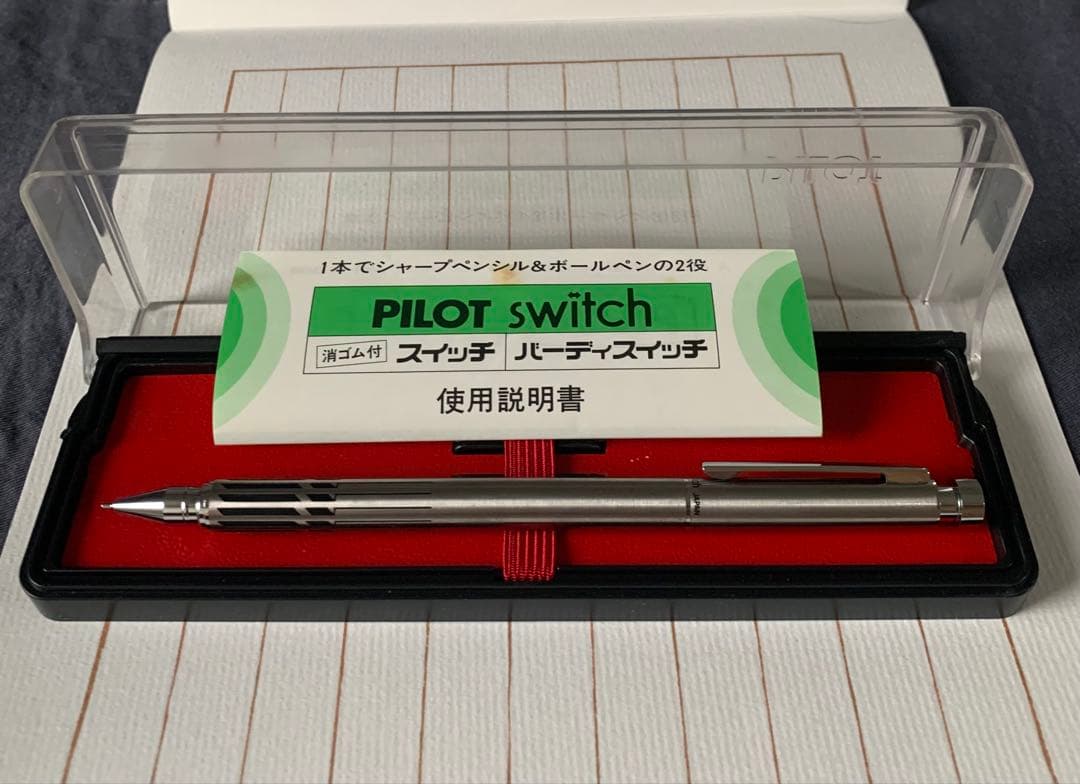 1本でシャープペンシル&ボールペンの2役
PILOT switch
消ゴム付 スイッチ バーディスイッチ
使用説明書
JAPAN